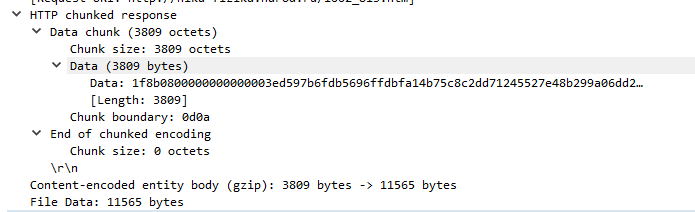 HTTP chunked response
Data chunk (3809 octets)
Chunk size: 3809 octets
Data (3809 bytes)
Data: 1f8b0800000000000003ed597b6fdb5696ffdbfa14b75c8c2dd71245527e48b299a06dd2…
[Length: 3809]
Chunk boundary: 0d0a
End of chunked encoding
Chunk size: 0 octets
\r\n
Content-encoded entity body (gzip): 3809 bytes -> 11565 bytes
File Data: 11565 bytes